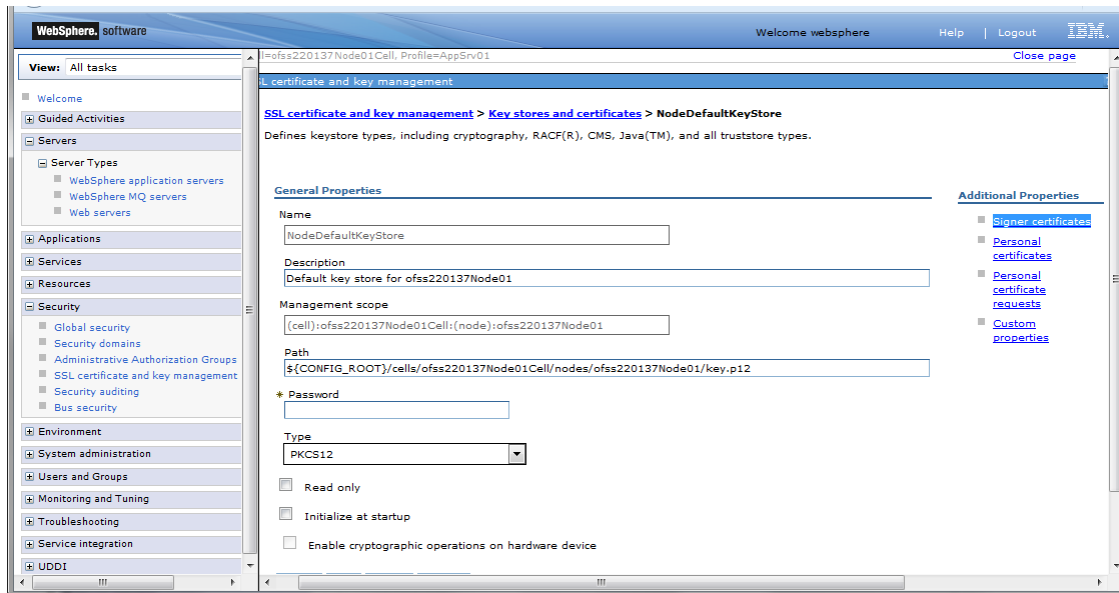 WebSphere. software
Welcome websphere
Help | Logout
IBM.
View: All tasks
Welcome
Guided Activities
Servers
Server Types
WebSphere application servers
WebSphere MQ servers
Web servers
Applications
Services
Resources
Security
Global security
Security domains
Administrative Authorization Groups
SSL certificate and key management
Security auditing
Bus security
Environment
System administration
Users and Groups
Monitoring and Tuning
Troubleshooting
Service integration
UDDI
ll=ofss220137Node01Cell, Profile=AppSrv01
Close page
SL certificate and key management
?
SSL certificate and key management > Key stores and certificates > NodeDefaultKeyStore
Defines keystore types, including cryptography, RACF(R), CMS, Java(TM), and all truststore types.
General Properties
Name
NodeDefaultKeyStore
Description
Default key store for ofss220137Node01
Management scope
(cell):ofss220137Node01Cell:(node):ofss220137Node01
Path
${CONFIG_ROOT}/cells/ofss220137Node01Cell/nodes/ofss220137Node01/key.p12
* Password
Type
PKCS12
Read only
Initialize at startup
Enable cryptographic operations on hardware device
Additional Properties
Signer certificates
Personal
certificates
Personal
certificate
requests
Custom
properties